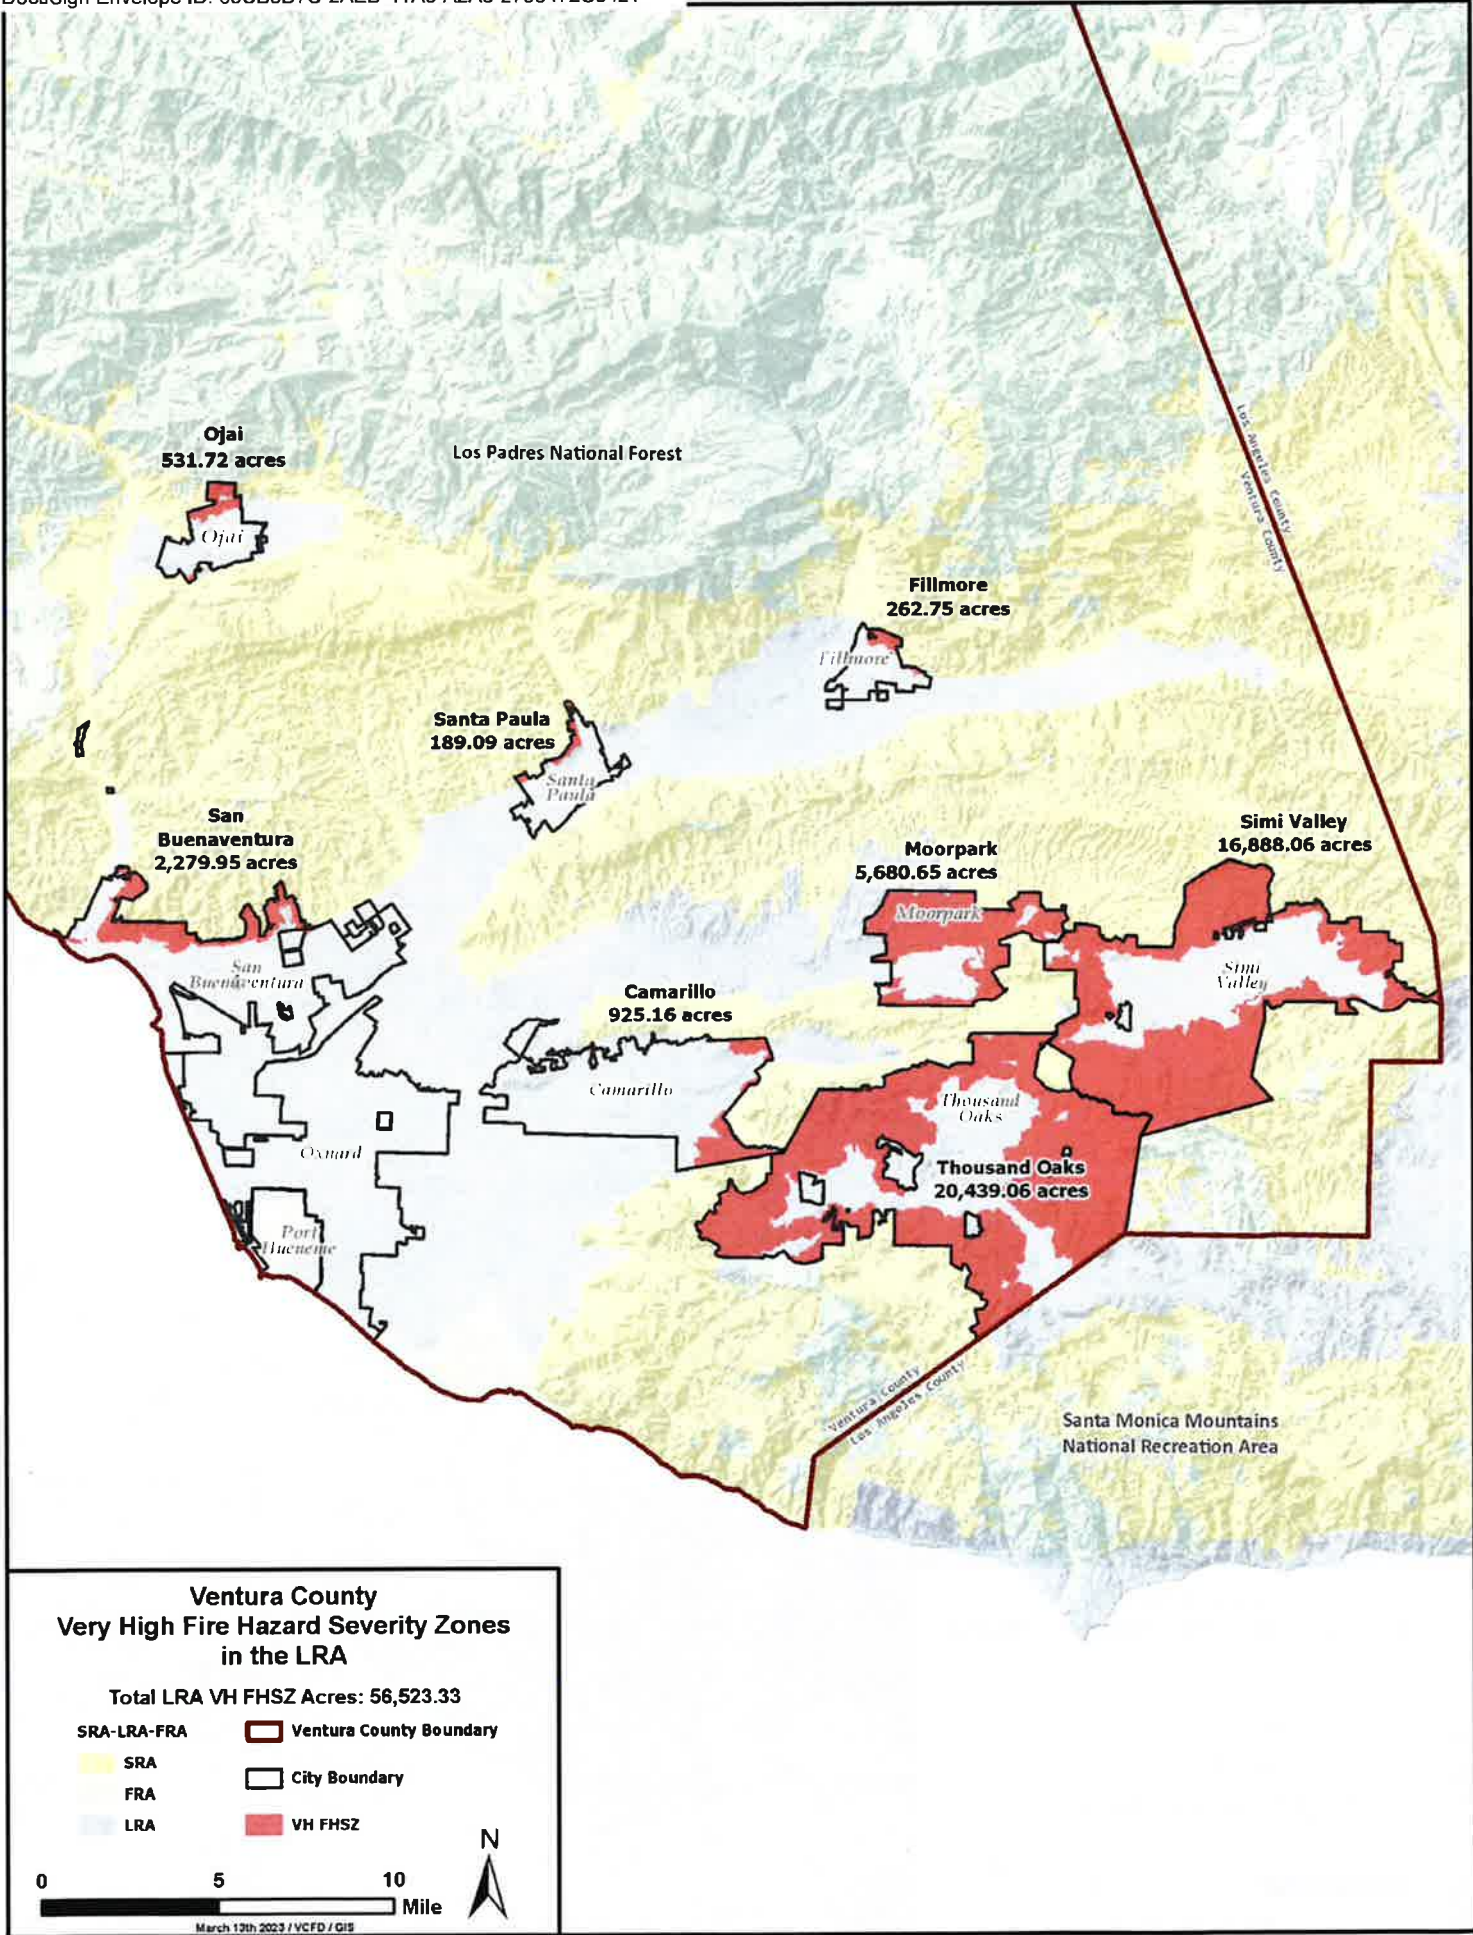 Ojai
531.72 acres
Los Padres National Forest
Los Angeles County
Ventura County
Ojai
Fillmore
262.75 acres
Fillmore
Santa Paula
189.09 acres
Santa
Paula
San
Buenaventura
2,279.95 acres
Simi Valley
16,888.06 acres
Moorpark
5,680.65 acres
Moorpark
San
Buenaventura
Simi
Valley
Camarillo
925.16 acres
Camarillo
Thousand
Oaks
Oxnard
Thousand Oaks
20,439.06 acres
Port
Hueneme
Ventura County
Los Angeles County
Santa Monica Mountains
National Recreation Area
Ventura County
Very High Fire Hazard Severity Zones
in the LRA
Total LRA VH FHSZ Acres: 56,523.33
SRA-LRA-FRA
Ventura County Boundary
SRA
City Boundary
FRA
LRA
VH FHSZ
N
0 5 10
Mile
March 13th 2023 / VCFD / GIS